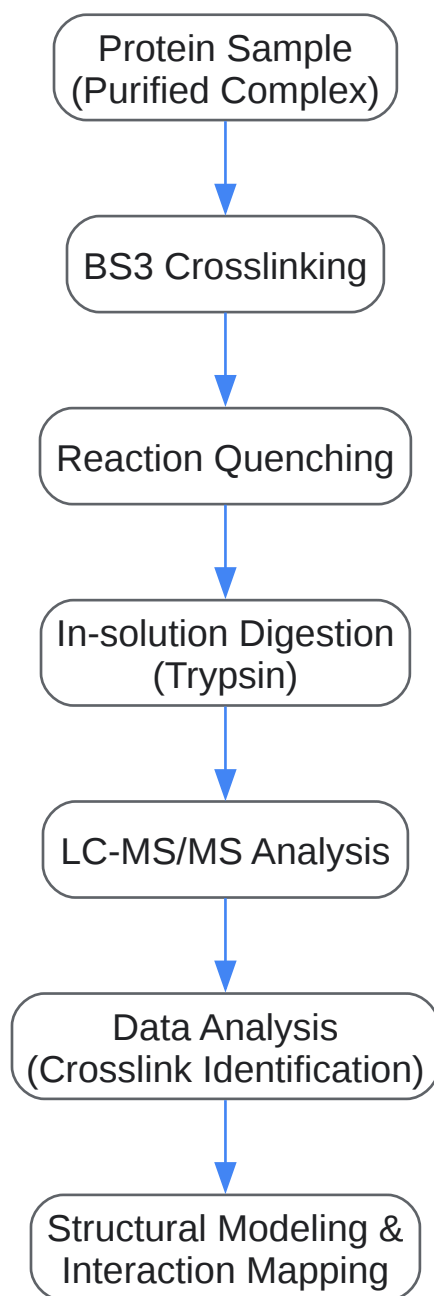 Protein Sample
(Purified Complex)
BS3 Crosslinking
Reaction Quenching
In-solution Digestion
(Trypsin)
LC-MS/MS Analysis
Data Analysis
(Crosslink Identification)
Structural Modeling &
Interaction Mapping